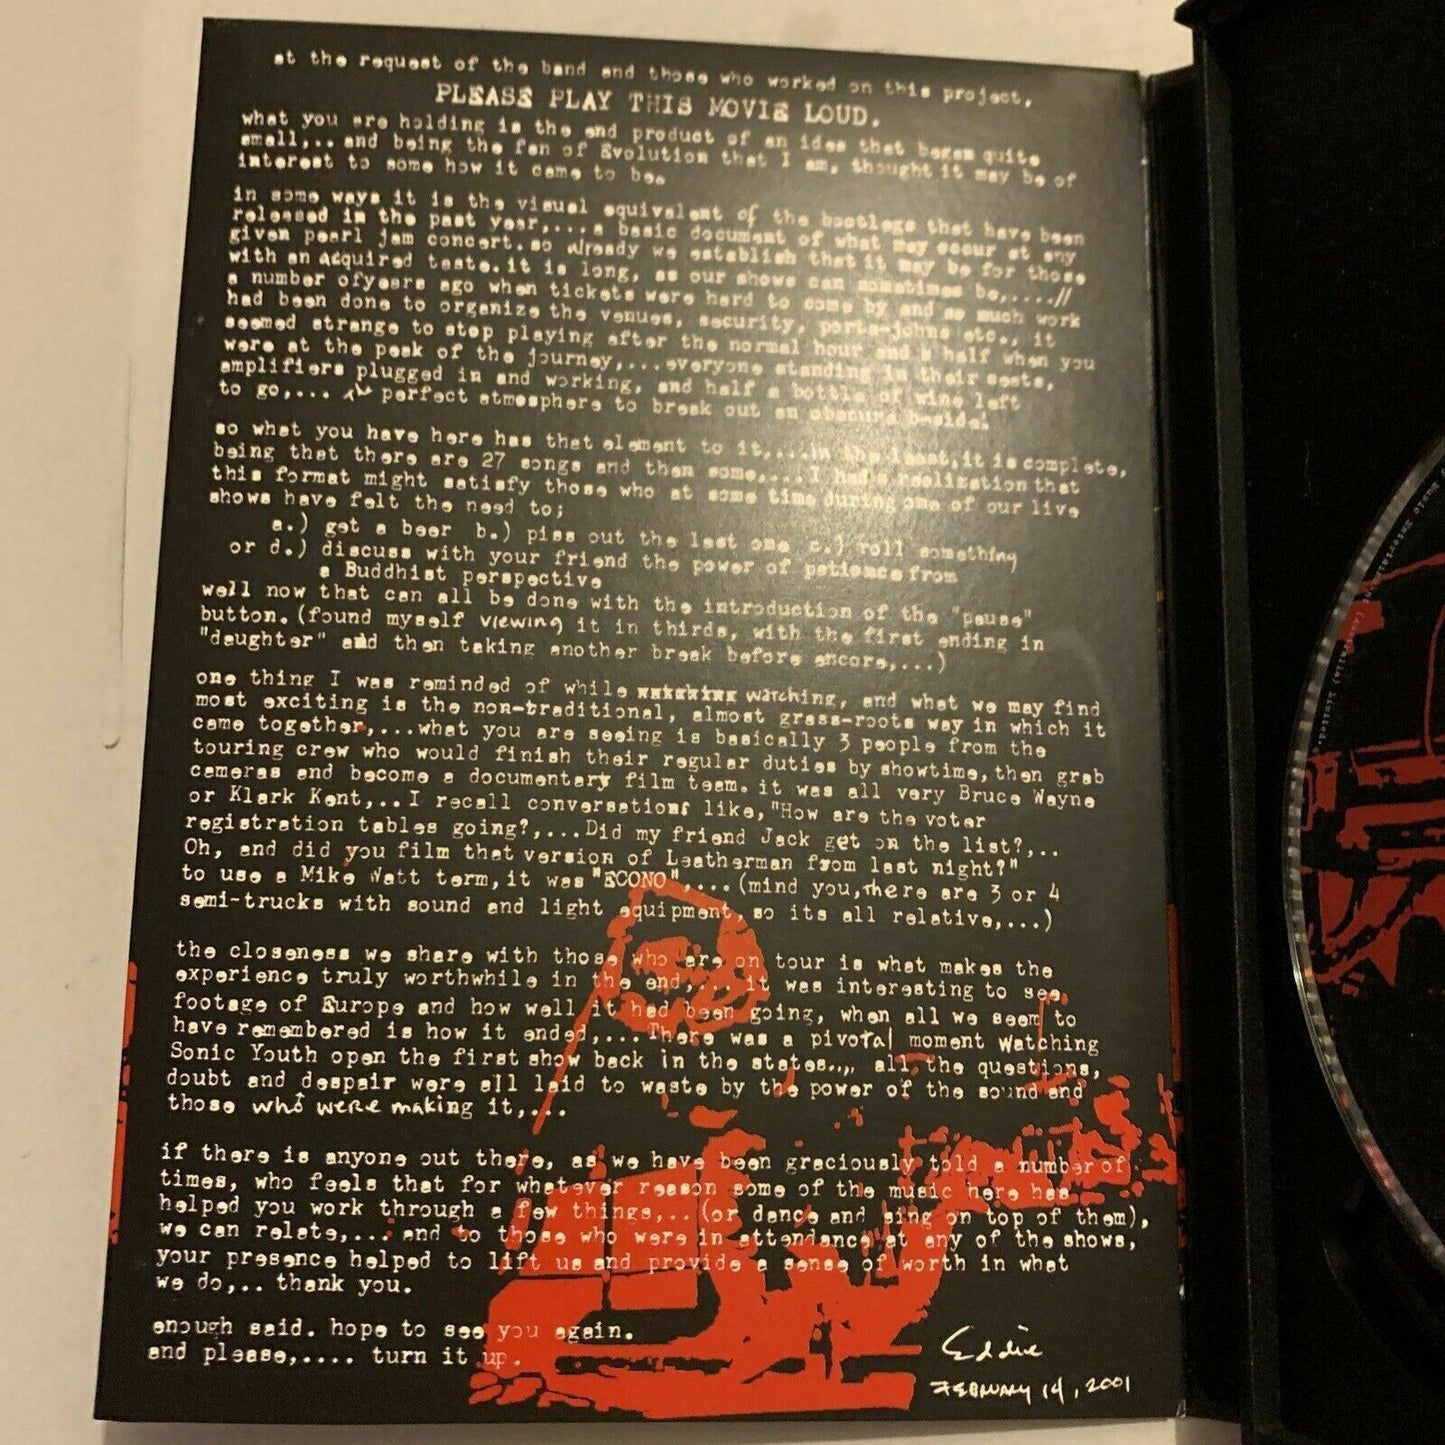 at the request of the band and those who worked on this project,
PLEASE PLAY THIS MOVIE LOUD.
what you are holding is the end product of an idea that began quite
small,.. and being the fan of Evolution that I am, thought it may be of
interest to some how it came to be.
in some ways it is the visual equivalent of the bootlegs that have been
released in the past year,...a basic document of what may occur at any
given pearl jam concert.so already we establish that it may be for those
with an acquired taste.it is long, as our shows can sometimes be,....//
a number ofyears ago when tickets were hard to come by and so much work
had been done to organize the venues, security, porta-johns etc., it
seemed strange to stop playing after the normal hour and a half when you
were at the peak of the journey,...everyone standing in their seats,
amplifiers plugged in and working, and half a bottle of wine left
to go,... the perfect atmosphere to break out an obscure b-side.
so what you have here has that element to it,....in the least,it is complete,
being that there are 27 songs and then some,....I had a realization that
this format might satisfy those who at some time during one of our live
shows have felt the need to;
a.) get a beer b.) piss out the last one c.) roll something
or d.) discuss with your friend the power of patience from
a Buddhist perspective
well now that can all be done with the introduction of the "pause"
button.(found myself viewing it in thirds, with the first ending in
"daughter" and then taking another break before encore,...)
one thing I was reminded of while watching, and what we may find
most exciting is the non-traditional, almost grass-roots way in which it
came together,...what you are seeing is basically 3 people from the
touring crew who would finish their regular duties by showtime,then grab
cameras and become a documentary film team. it was all very Bruce Wayne
or Klark Kent,..I recall conversations like,"How are the voter
registration tables going?,...Did my friend Jack get on the list?,..
Oh, and did you film that version of Leatherman from last night?"
to use a Mike Watt term,it was "ECONO",...(mind you,there are 3 or 4
semi-trucks with sound and light equipment,so its all relative,...)
the closeness we share with those who are on tour is what makes the
experience truly worthwhile in the end.... it was interesting to see
footage of Europe and how well it had been going, when all we seem to
have remembered is how it ended,...There was a pivotal moment watching
Sonic Youth open the first show back in the states..,, all the questions,
doubt and despair were all laid to waste by the power of the sound and
those who were making it,...
if there is anyone out there, as we have been graciously told a number of
times, who feels that for whatever reason some of the music here has
helped you work through a few things,..(or dance and sing on top of them),
we can relate,...and to those who were in attendance at any of the shows,
your presence helped to lift us and provide a sense of worth in what
we do,.. thank you.
enough said. hope to see you again.
and please,.... turn it up.
Eddie
FEBRUARY 14, 2001